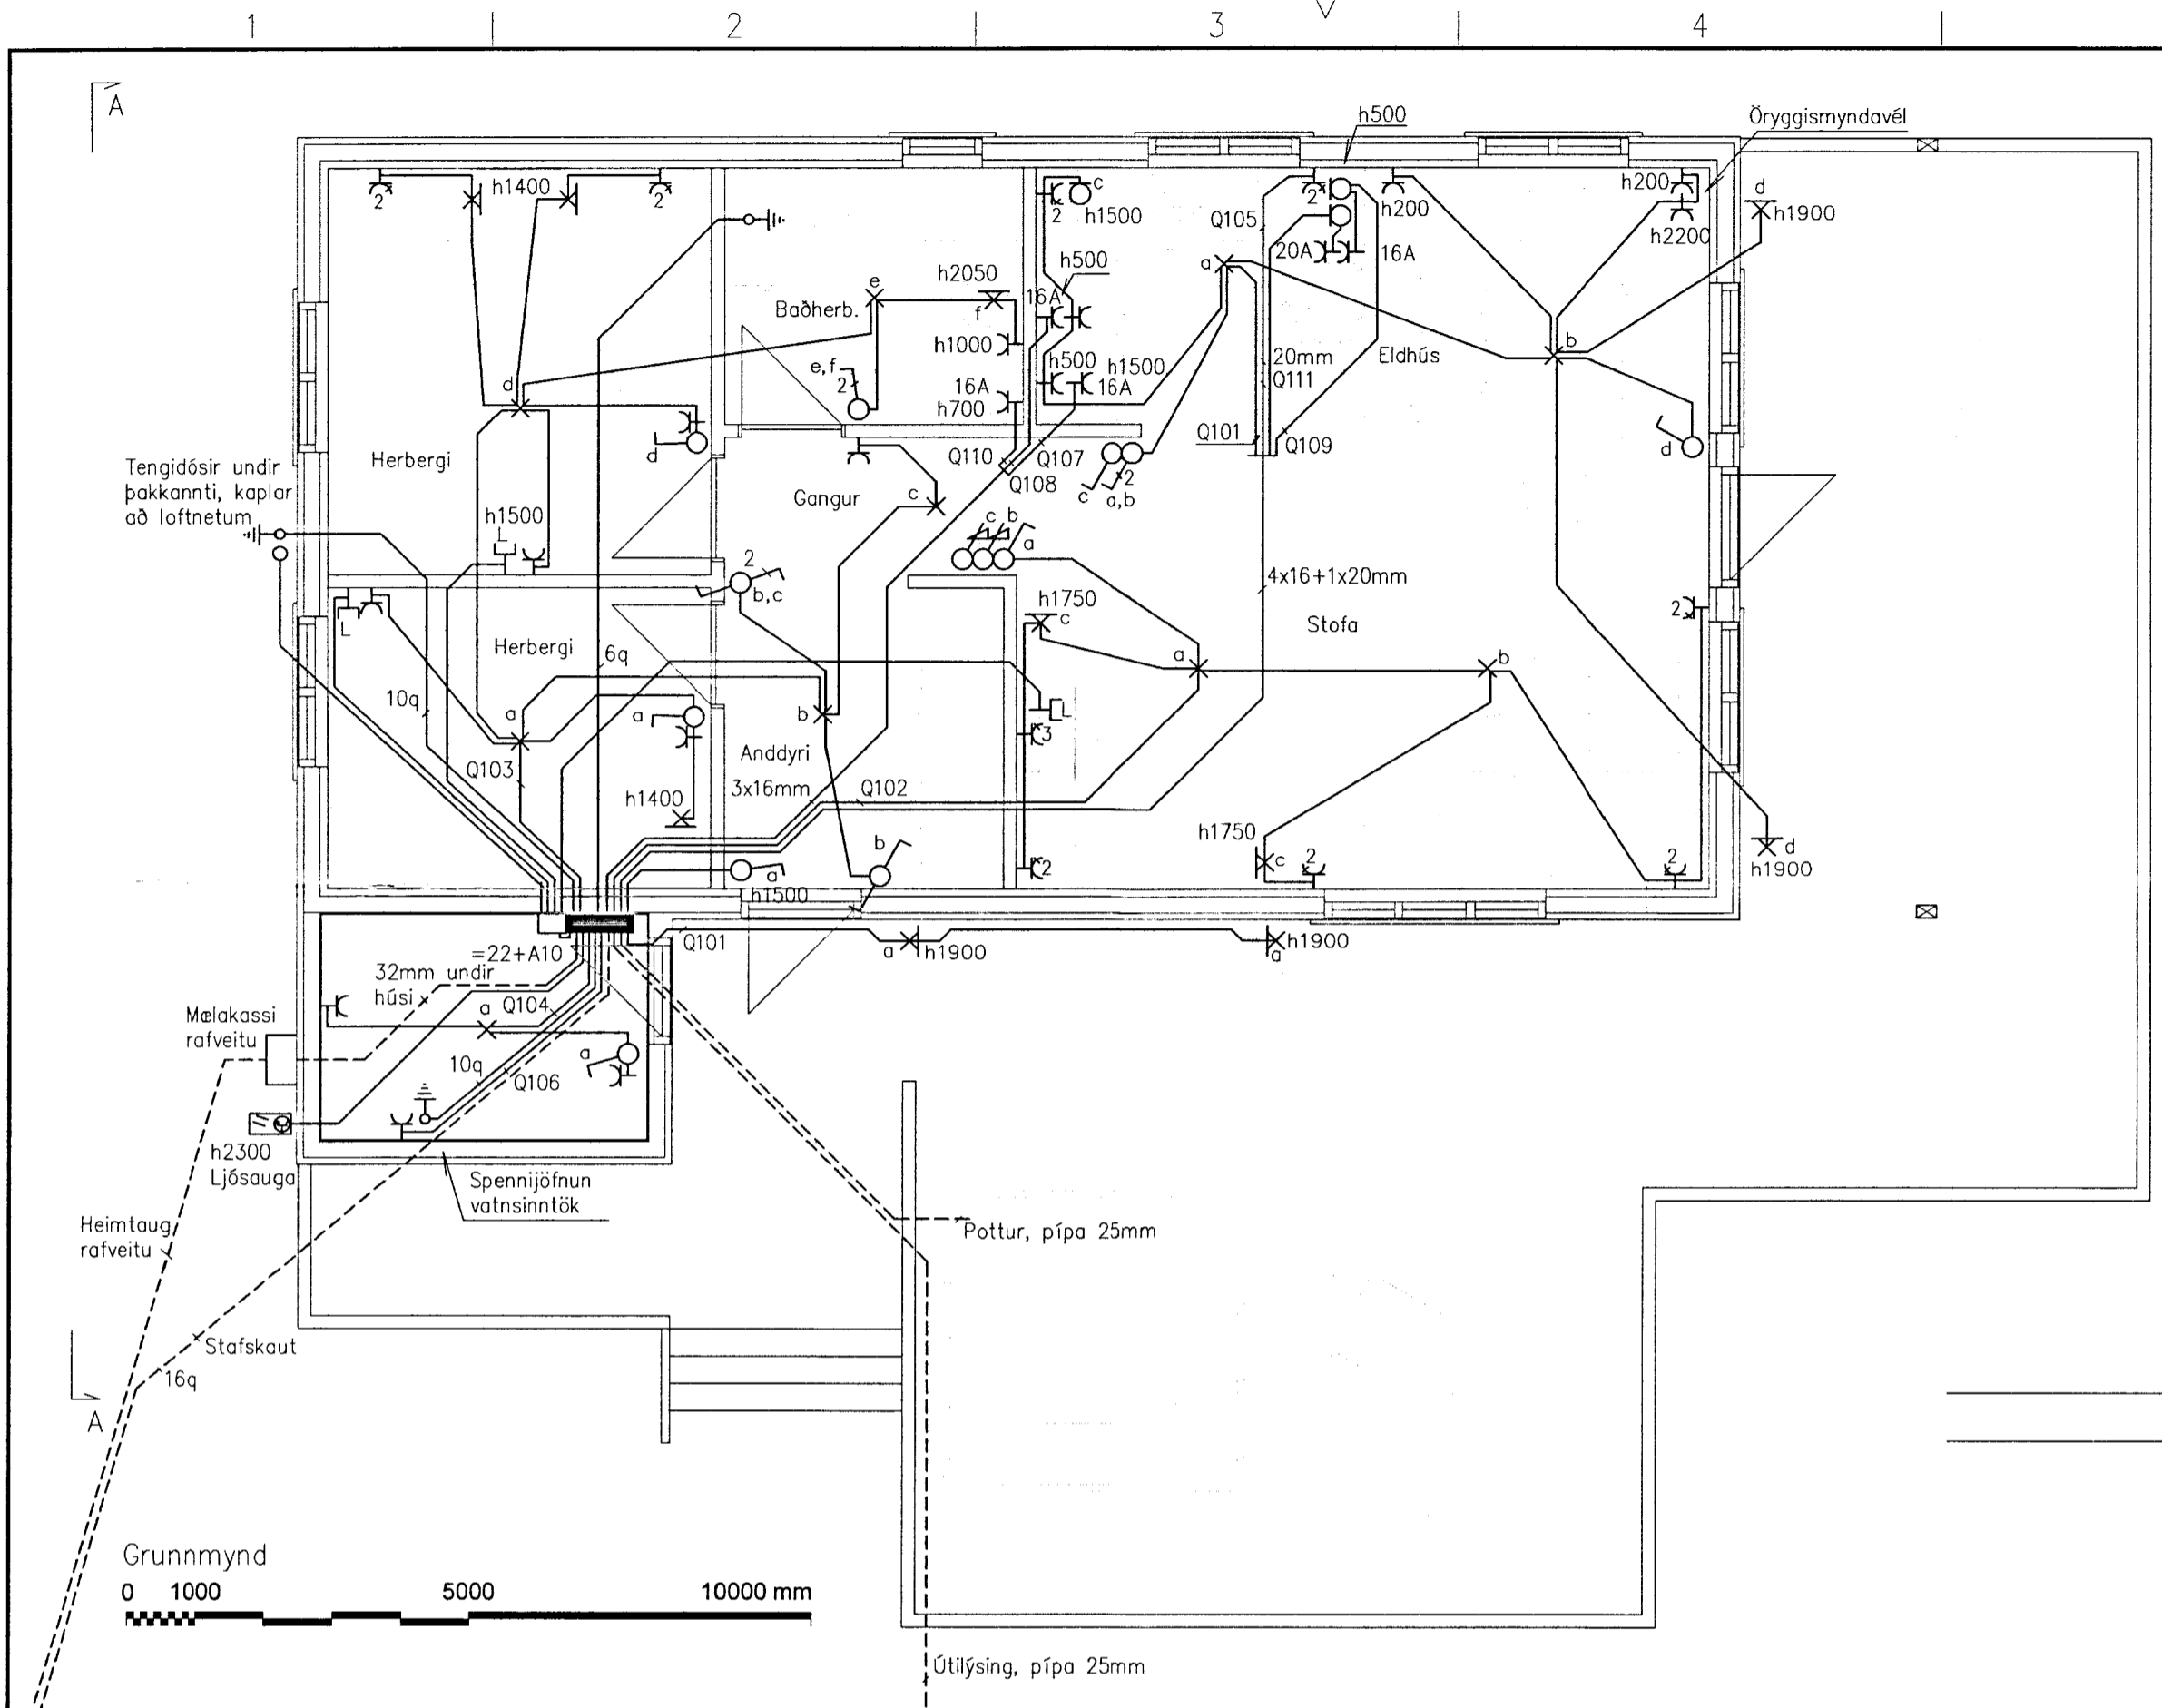 1 2 3 4
A
h500
Öryggismyndavél
2 h1400 2
c
2 h1500
Q105
2 h200
h200
d
h1900
h2200
20A 16A
a
h2050
h500
e
f
16A
Baðherb.
h1000
b
h500
h1500
16A
20mm
Q111
Eldhús
d
e,f
2
16A
h700
Q101
Q109
d
d
Herbergi
Q110
Q107
Q108
c
2
a,b
Tengidósir undir
þakkannti, kaplar
að loftnetum
Gangur
c
h1500
L
c b
a
2
b,c
4x16+1x20mm
h1750
c
Stofa
2
L
Herbergi
6q
a
b
10q
a
a
b
L
3
Anddyri
3x16mm
Q103
h1400
Q102
h1750
c
2
2
2
d
h1900
b
a
h1500
Q101
a
h1900
a
h1900
=22+A10
32mm undir
húsi
Q104
a
Mælakassi
rafveitu
10q
Q106
a
h2300
Ljósauga
Spennijöfnun
vatnsinntök
Heimtaug
rafveitu
Pottur, pípa 25mm
Stafskaut
16q
A
Grunnmynd
0 1000 5000 10000 mm
Útilýsing, pípa 25mm